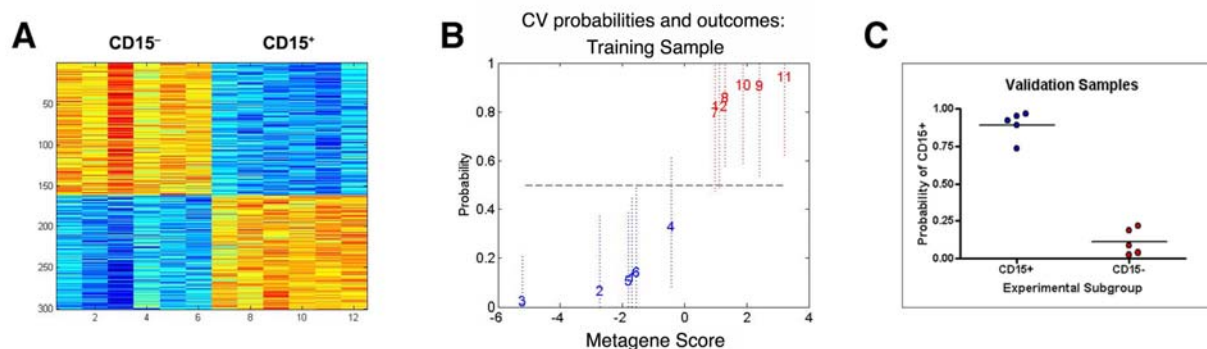 A
CD15–
CD15+
50
100
150
200
250
300
2 4 6 8 10 12
B
CV probabilities and outcomes:
Training Sample
Probability
1
0.8
0.6
0.4
0.2
0
-6 -4 -2 0 2 4
3
2
5
6
4
7
12
8
10
9
11
Metagene Score
C
Validation Samples
Probability of CD15+
1.00
0.75
0.50
0.25
0.00
CD15+ CD15-
Experimental Subgroup